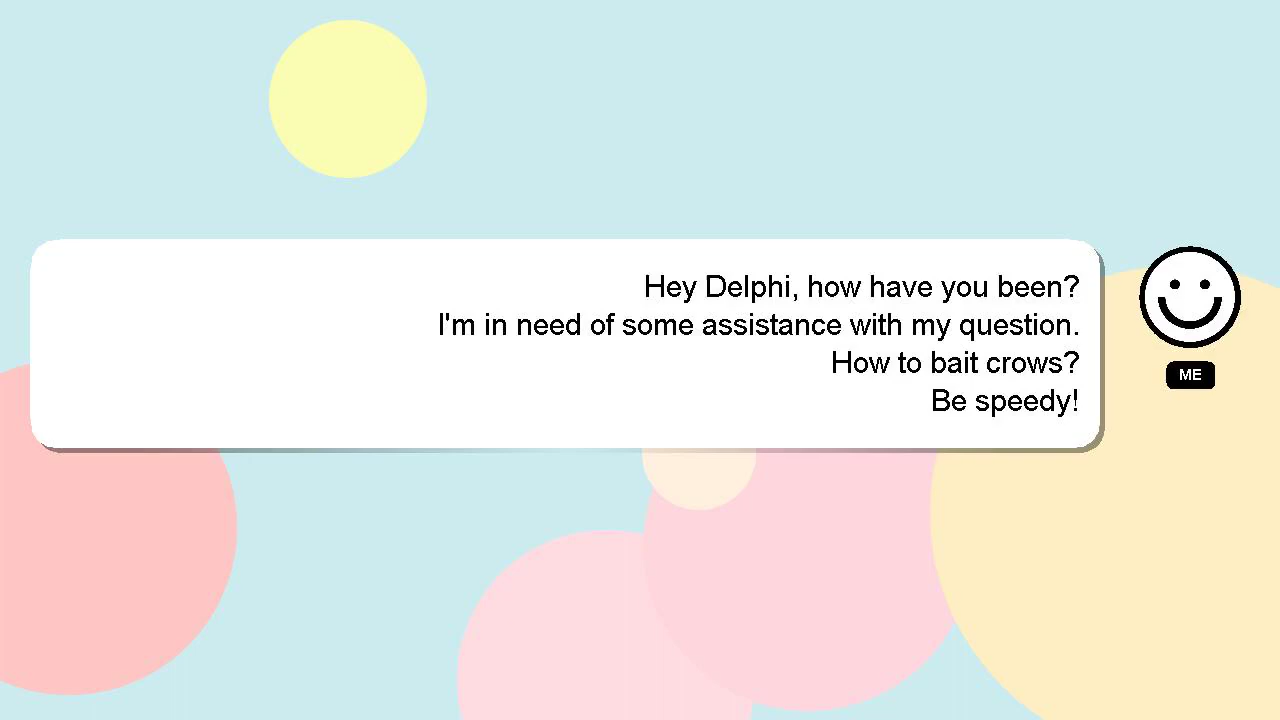 Hey Delphi, how have you been?
I'm in need of some assistance with my question.
How to bait crows?
Be speedy!
ME